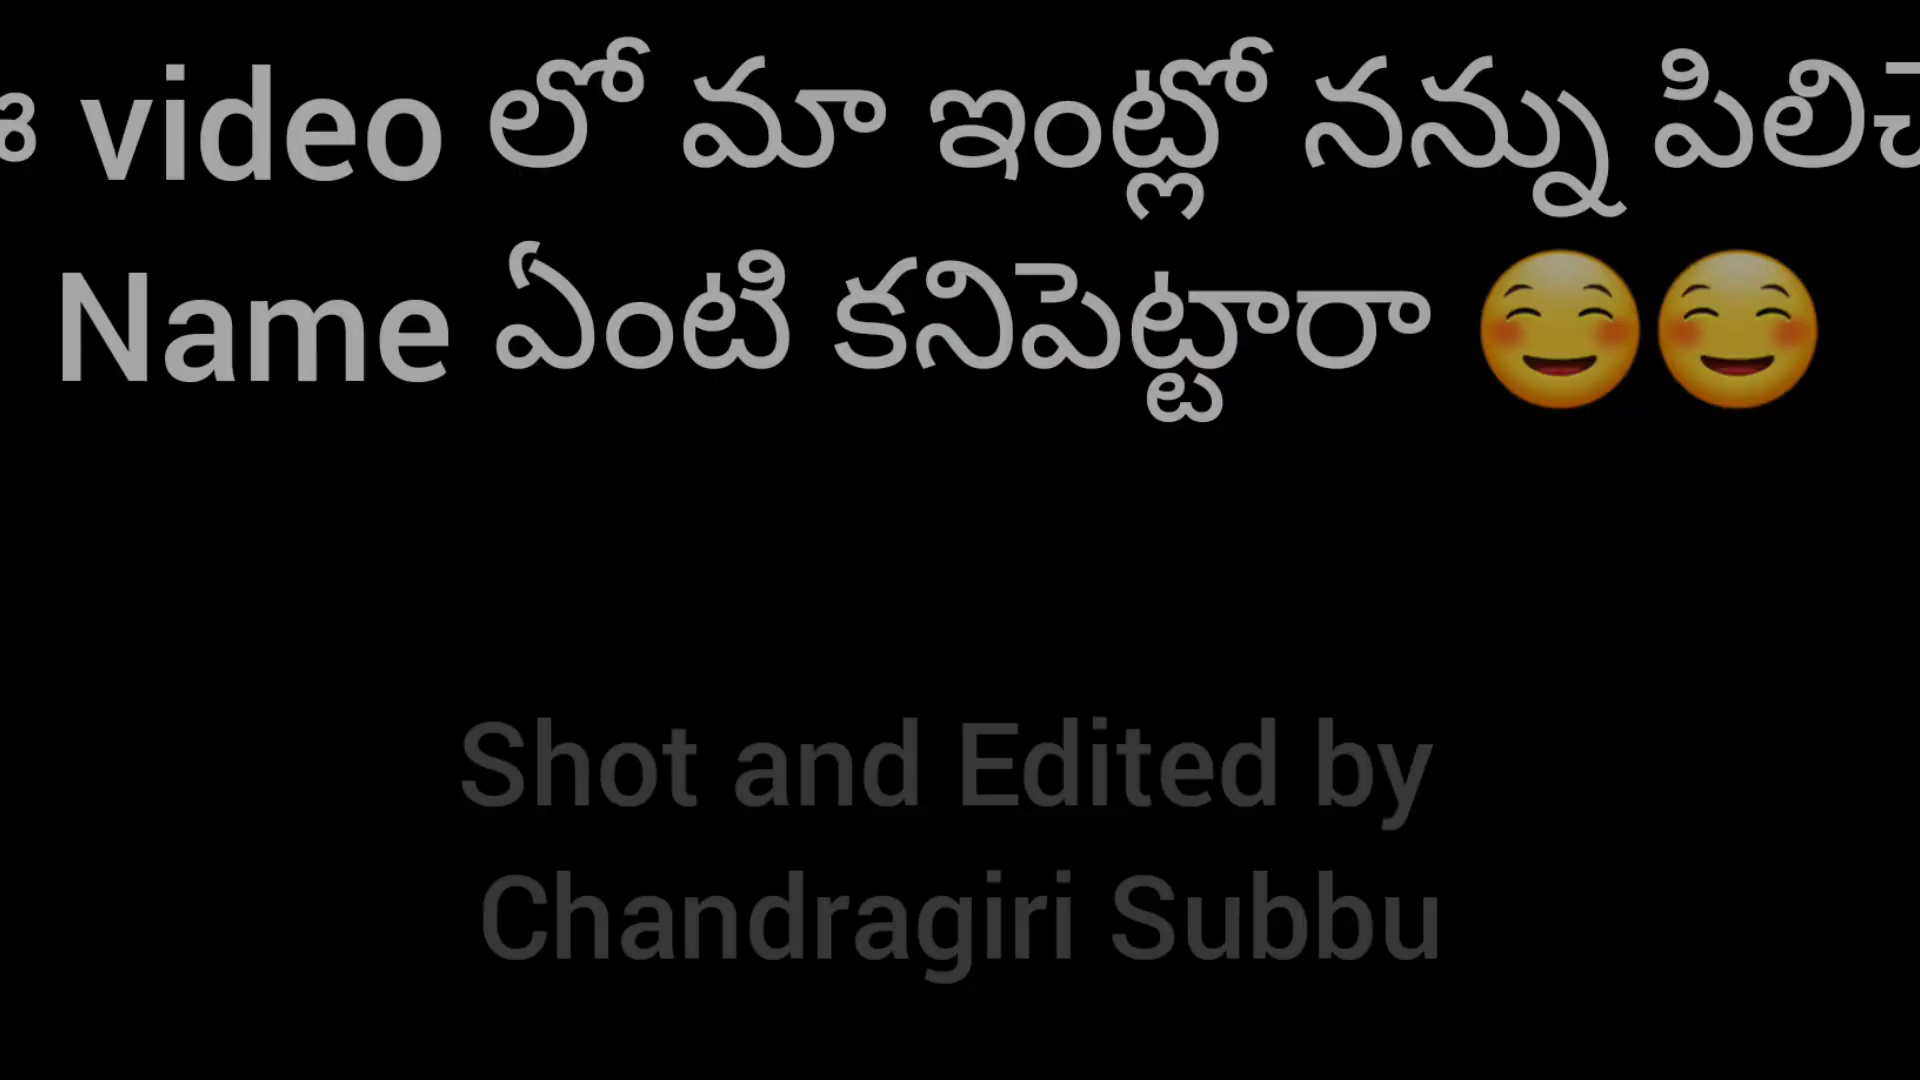 ఈ video లో మా ఇంట్లో నన్ను పిలిచే
Name ఏంటి కనిపెట్టారా 😊😊
Shot and Edited by
Chandragiri Subbu